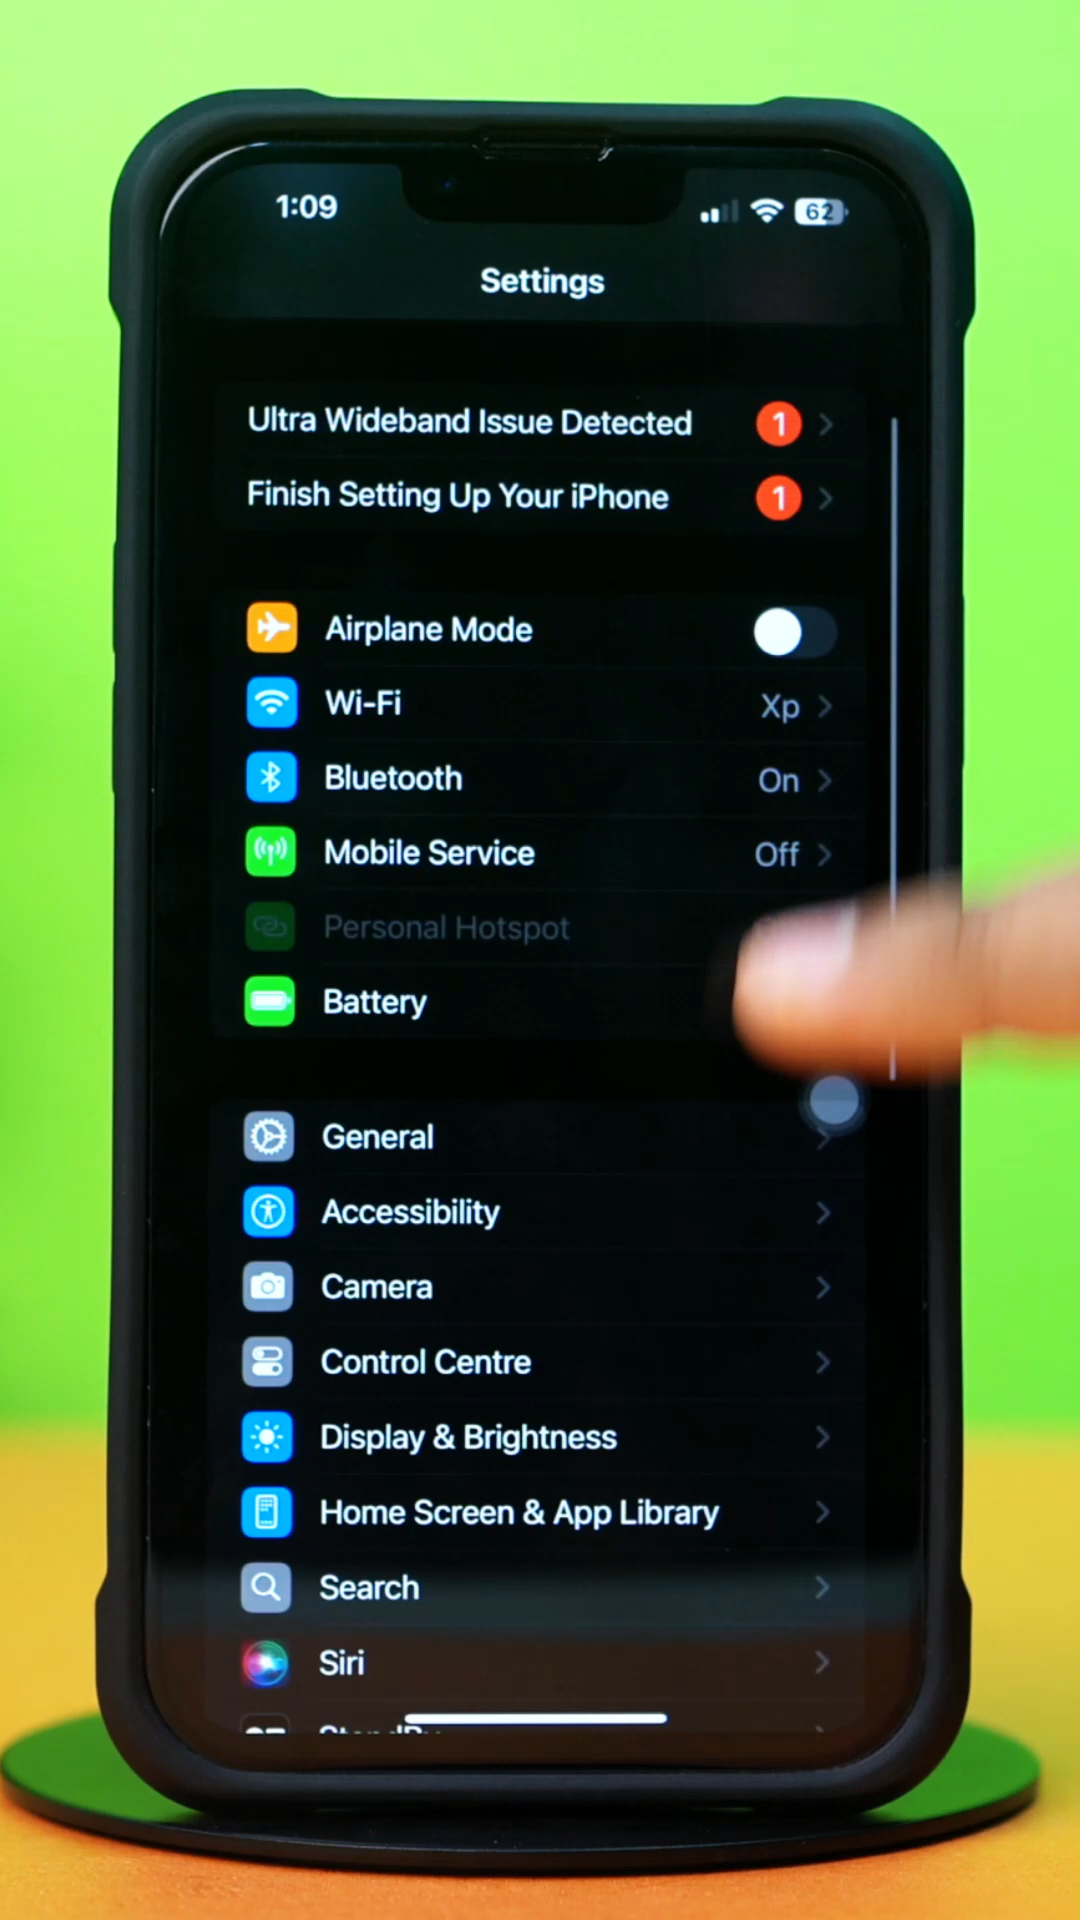 1:09
62
Settings
Ultra Wideband Issue Detected 1
Finish Setting Up Your iPhone 1
Airplane Mode
Wi-Fi Xp
Bluetooth On
Mobile Service Off
Personal Hotspot
Battery
General
Accessibility
Camera
Control Centre
Display & Brightness
Home Screen & App Library
Search
Siri